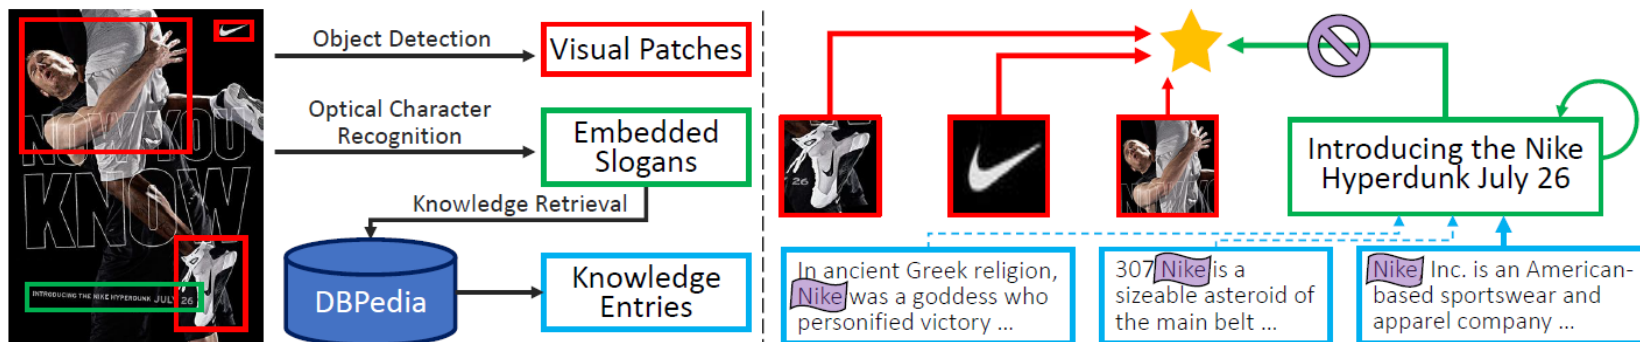 NOW YOU
KNOW
INTRODUCING THE NIKE HYPERDUNK JULY 26
Object Detection
Visual Patches
Optical Character
Recognition
Embedded
Slogans
Knowledge Retrieval
DBPedia
Knowledge
Entries
26
Introducing the Nike
Hyperdunk July 26
In ancient Greek religion,
Nike was a goddess who
personified victory ...
307 Nike is a
sizeable asteroid of
the main belt ...
Nike Inc. is an American-
based sportswear and
apparel company ...